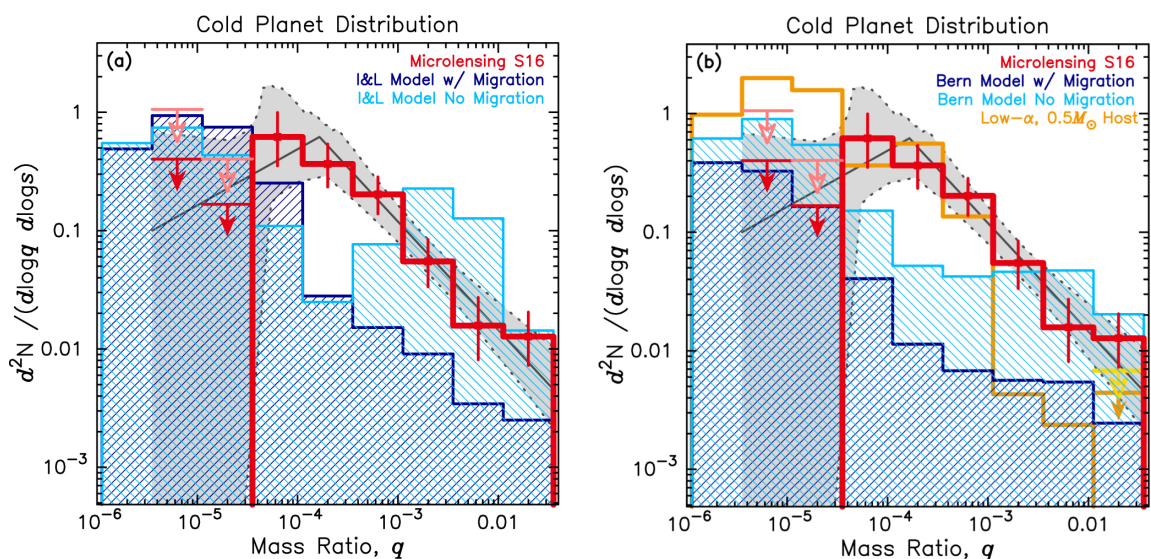 Cold Planet Distribution
(a)
Microlensing S16
I&L Model w/ Migration
I&L Model No Migration
1
0.1
0.01
10⁻³
d²N /(dlogq dlogs)
10⁻⁶ 10⁻⁵ 10⁻⁴ 10⁻³ 0.01
Mass Ratio, q
Cold Planet Distribution
(b)
Microlensing S16
Bern Model w/ Migration
Bern Model No Migration
Low-α, 0.5M⊙ Host
1
0.1
0.01
10⁻³
d²N /(dlogq dlogs)
10⁻⁶ 10⁻⁵ 10⁻⁴ 10⁻³ 0.01
Mass Ratio, q